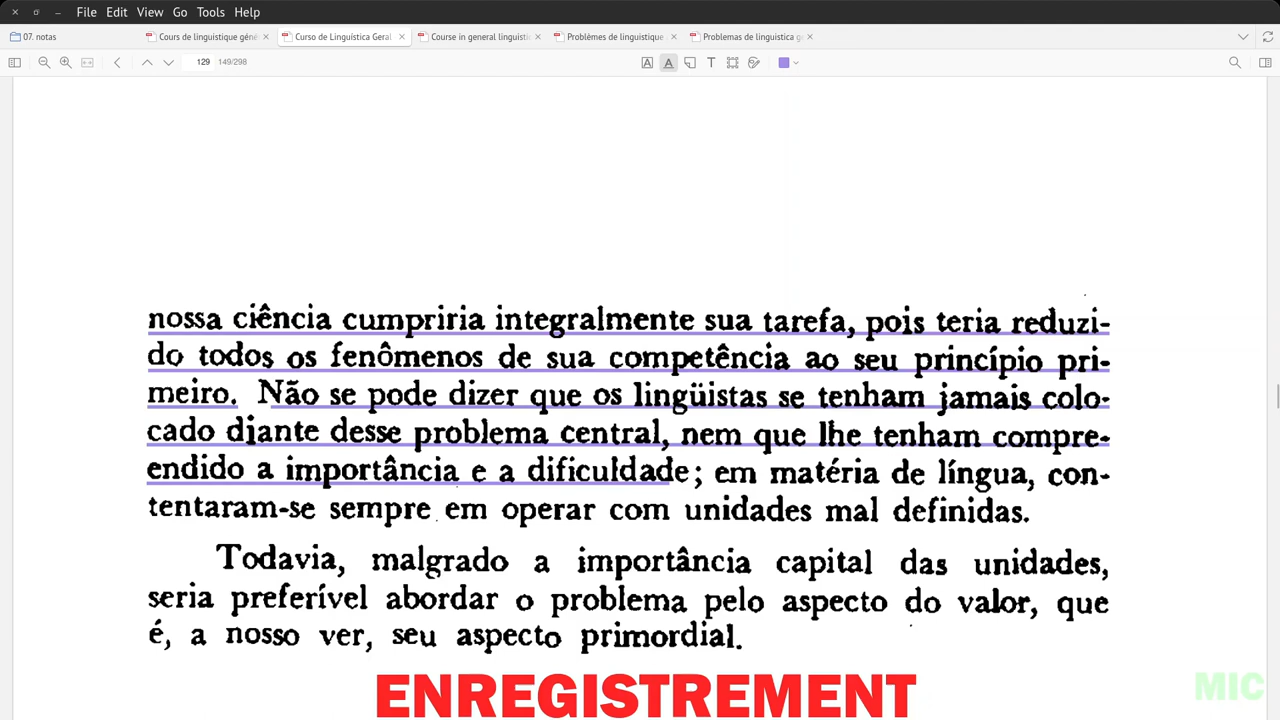 File Edit View Go Tools Help
07. notas
Cours de linguistique géné
Curso de Linguística Geral
Course in general linguisti
Problèmes de linguistique
Problemas de linguistica g
129 149/298
nossa ciência cumpriria integralmente sua tarefa, pois teria reduzi-
do todos os fenômenos de sua competência ao seu princípio pri-
meiro. Não se pode dizer que os lingüistas se tenham jamais colo-
cado diante desse problema central, nem que lhe tenham compre-
endido a importância e a dificuldade; em matéria de língua, con-
tentaram-se sempre em operar com unidades mal definidas.
Todavia, malgrado a importância capital das unidades,
seria preferível abordar o problema pelo aspecto do valor, que
é, a nosso ver, seu aspecto primordial.
ENREGISTREMENT
MIC